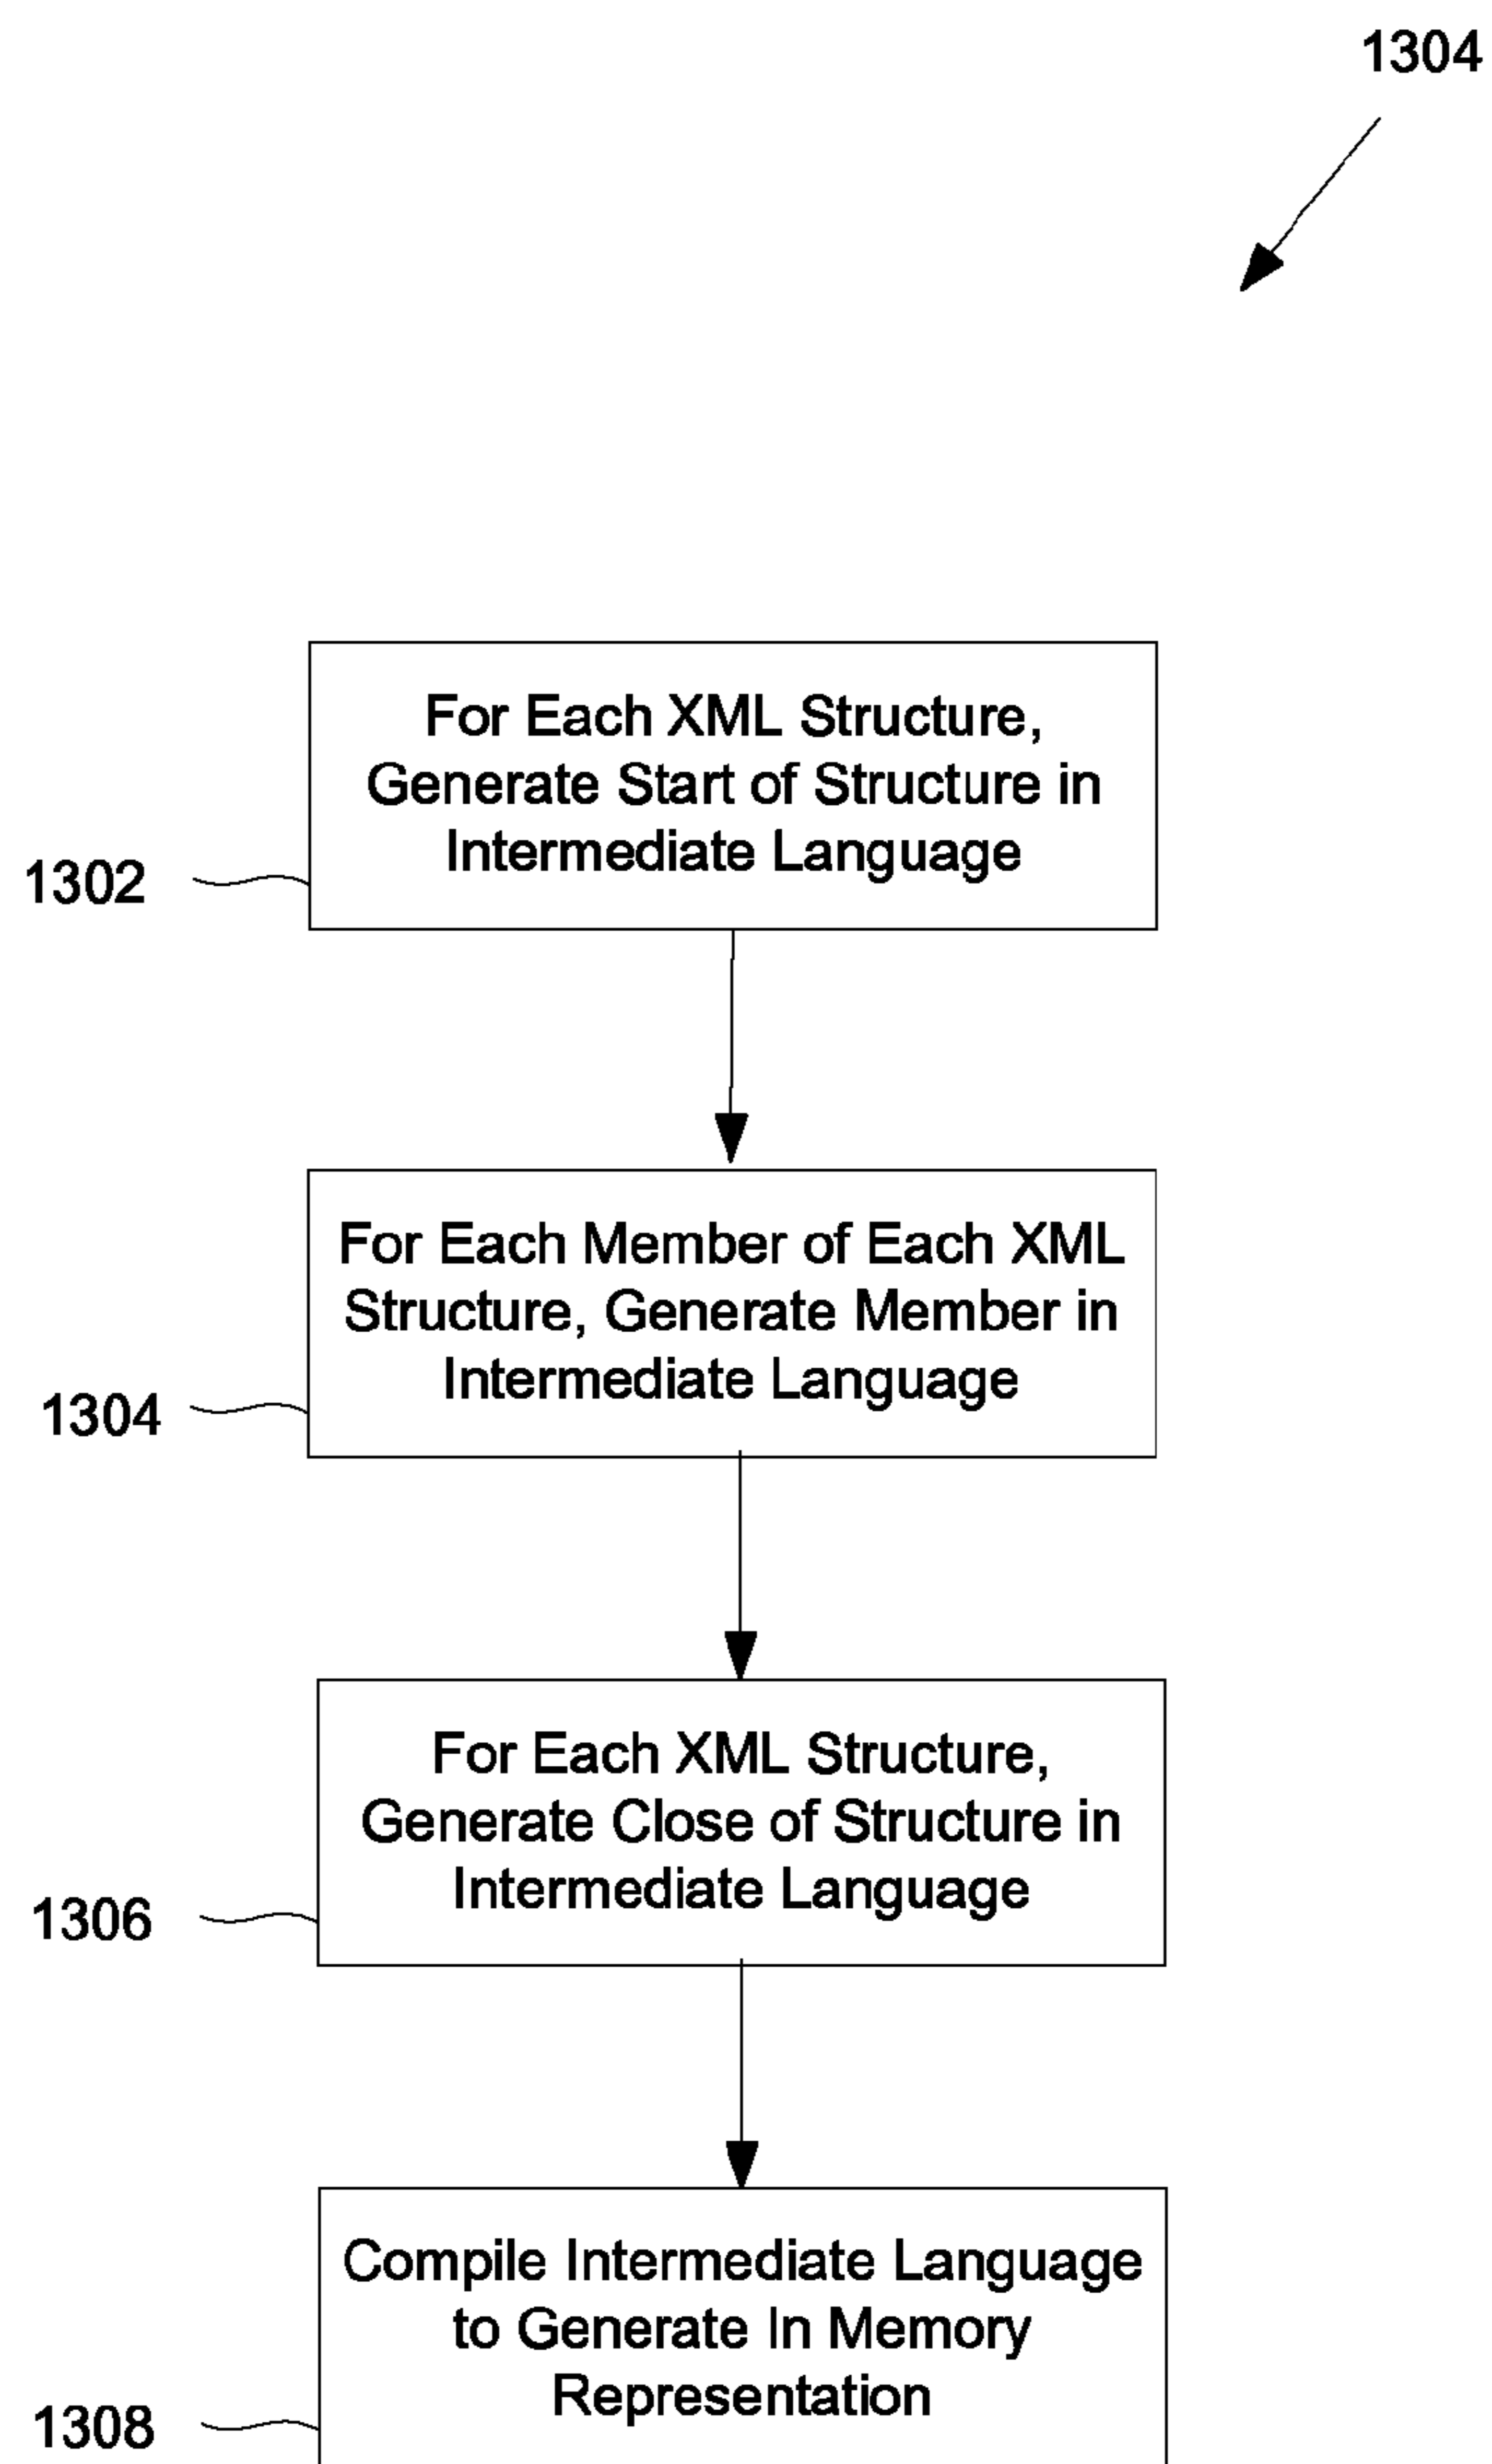 1304
For Each XML Structure,
Generate Start of Structure in
Intermediate Language
1302
For Each Member of Each XML
Structure, Generate Member in
Intermediate Language
1304
For Each XML Structure,
Generate Close of Structure in
Intermediate Language
1306
Compile Intermediate Language
to Generate In Memory
Representation
1308